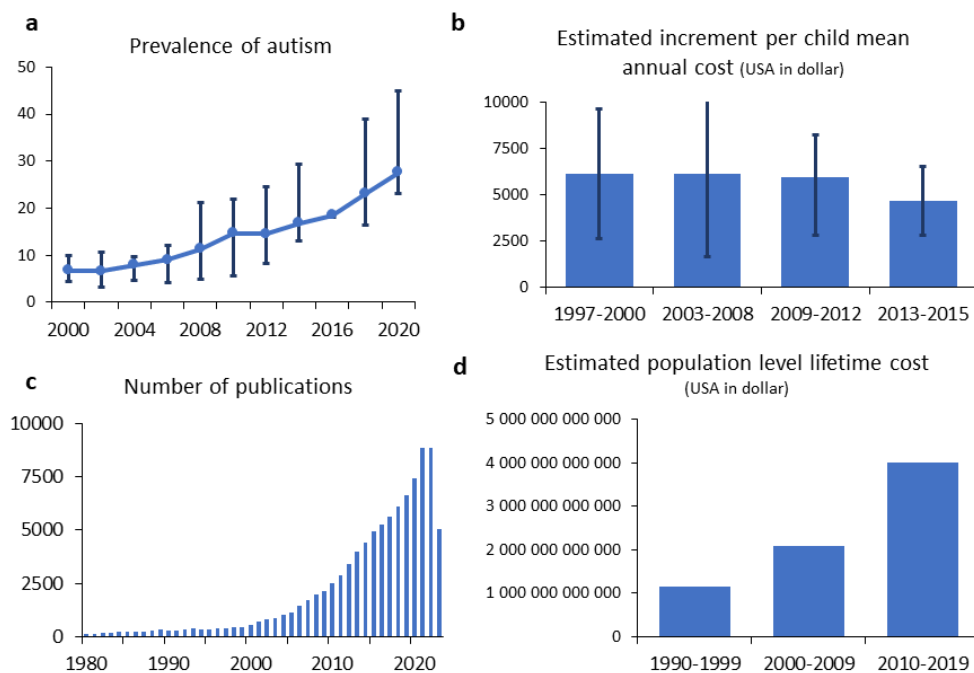 a
Prevalence of autism
50
40
30
20
10
0
2000 2004 2008 2012 2016 2020
b
Estimated increment per child mean
annual cost (USA in dollar)
10000
7500
5000
2500
0
1997-2000 2003-2008 2009-2012 2013-2015
c
Number of publications
10000
7500
5000
2500
0
1980 1990 2000 2010 2020
d
Estimated population level lifetime cost
(USA in dollar)
5 000 000 000 000
4 000 000 000 000
3 000 000 000 000
2 000 000 000 000
1 000 000 000 000
0
1990-1999 2000-2009 2010-2019